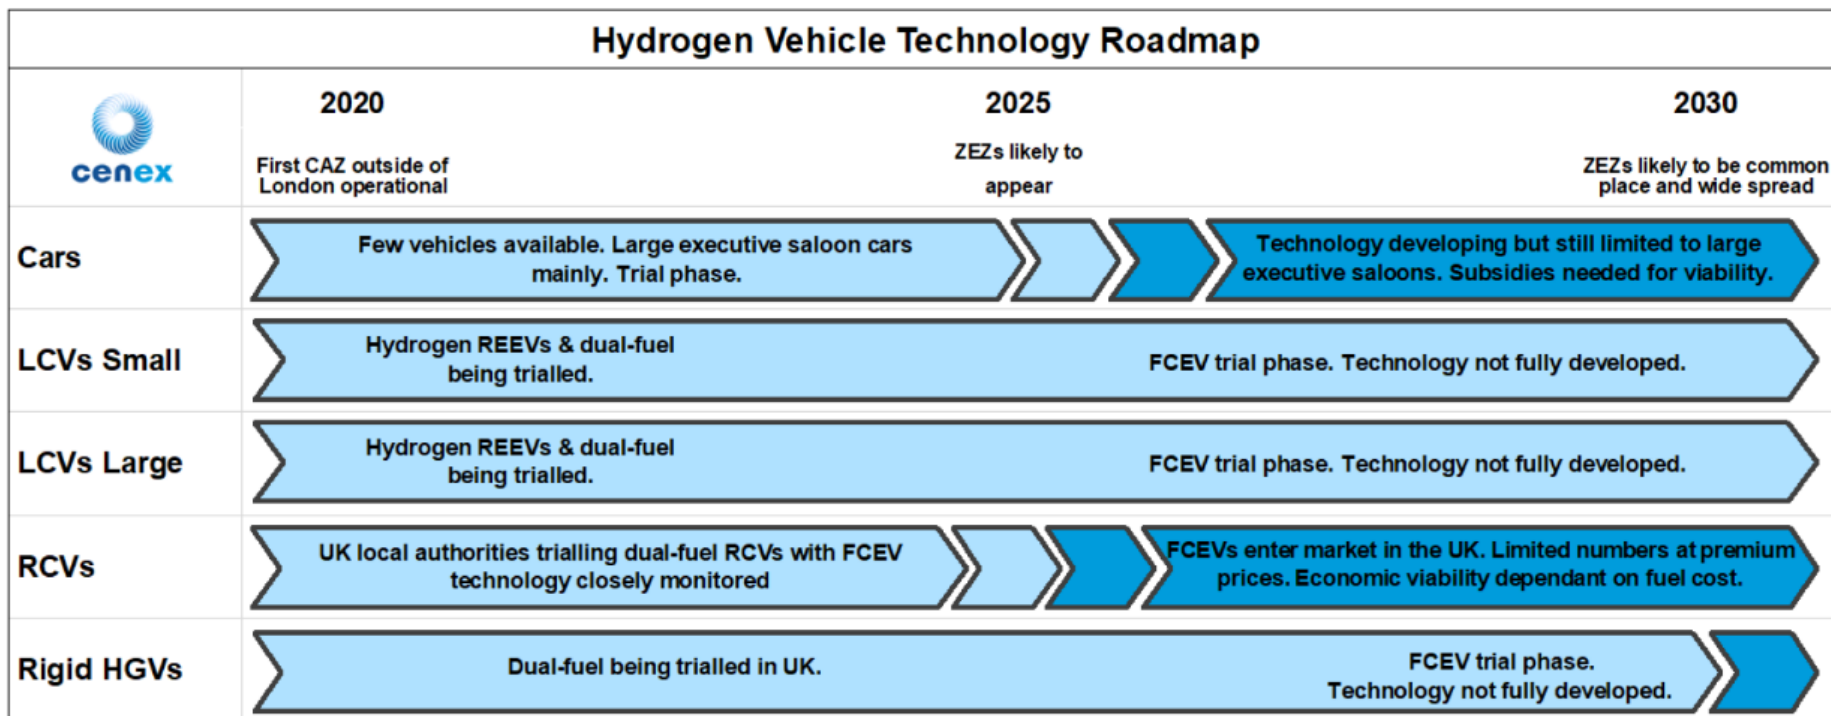 Hydrogen Vehicle Technology Roadmap
cenex
2020
2025
2030
First CAZ outside of
London operational
ZEZs likely to
appear
ZEZs likely to be common
place and wide spread
Cars
Few vehicles available. Large executive saloon cars
mainly. Trial phase.
Technology developing but still limited to large
executive saloons. Subsidies needed for viability.
LCVs Small
Hydrogen REEVs & dual-fuel
being trialled.
FCEV trial phase. Technology not fully developed.
LCVs Large
Hydrogen REEVs & dual-fuel
being trialled.
FCEV trial phase. Technology not fully developed.
RCVs
UK local authorities trialling dual-fuel RCVs with FCEV
technology closely monitored
FCEVs enter market in the UK. Limited numbers at premium
prices. Economic viability dependant on fuel cost.
Rigid HGVs
Dual-fuel being trialled in UK.
FCEV trial phase.
Technology not fully developed.